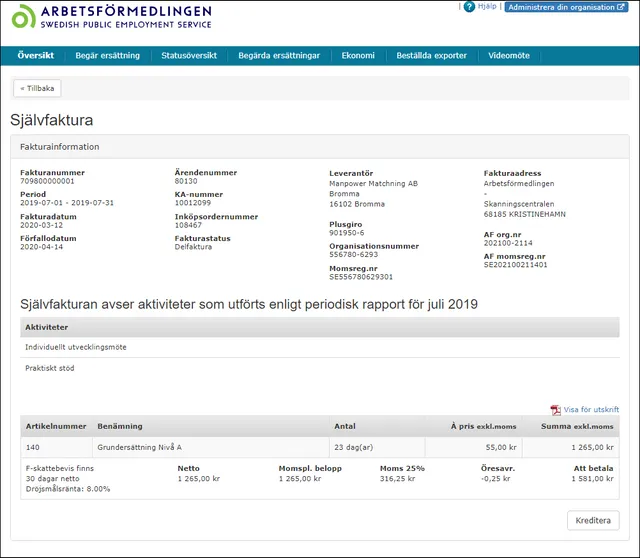 ARBETSFÖRMEDLINGEN
SWEDISH PUBLIC EMPLOYMENT SERVICE
| Hjälp | Administrera din organisation
Översikt Begär ersättning Statusöversikt Begärda ersättningar Ekonomi Beställda exporter Videomöte
« Tillbaka
Självfaktura
Fakturainformation
Fakturanummer
709800000001
Period
2019-07-01 - 2019-07-31
Fakturadatum
2020-03-12
Förfallodatum
2020-04-14
Ärendenummer
80130
KA-nummer
10012099
Inköpsordernummer
108467
Fakturastatus
Delfaktura
Leverantör
Manpower Matchning AB
Bromma
16102 Bromma
Plusgiro
901950-6
Organisationsnummer
556780-6293
Momsreg.nr
SE556780629301
Fakturaadress
Arbetsförmedlingen
-
Skanningscentralen
68185 KRISTINEHAMN
AF org.nr
202100-2114
AF momsreg.nr
SE202100211401
Självfakturan avser aktiviteter som utförts enligt periodisk rapport för juli 2019
Aktiviteter
Individuellt utvecklingsmöte
Praktiskt stöd
Visa för utskrift
Artikelnummer Benämning Antal À pris exkl.moms Summa exkl.moms
140 Grundersättning Nivå A 23 dag(ar) 55,00 kr 1 265,00 kr
F-skattebevis finns Netto Momspl. belopp Moms 25% Öresavr. Att betala
30 dagar netto 1 265,00 kr 1 265,00 kr 316,25 kr -0,25 kr 1 581,00 kr
Dröjsmålsränta: 8.00%
Kreditera